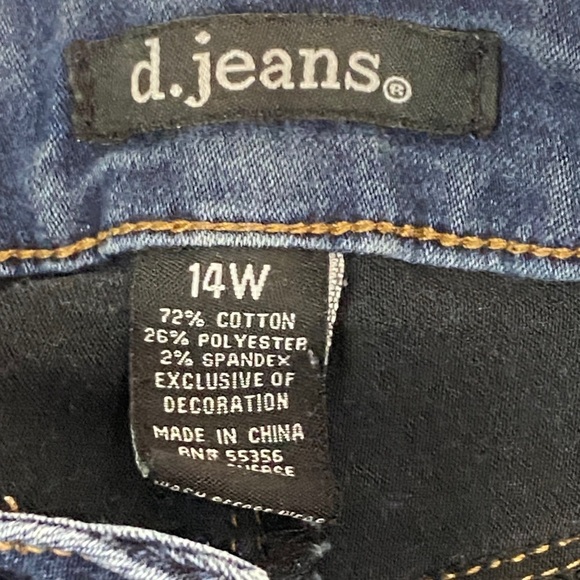 d.jeans®
14W
72% COTTON
26% POLYESTER
2% SPANDEX
EXCLUSIVE OF
DECORATION
MADE IN CHINA
RN# 55356